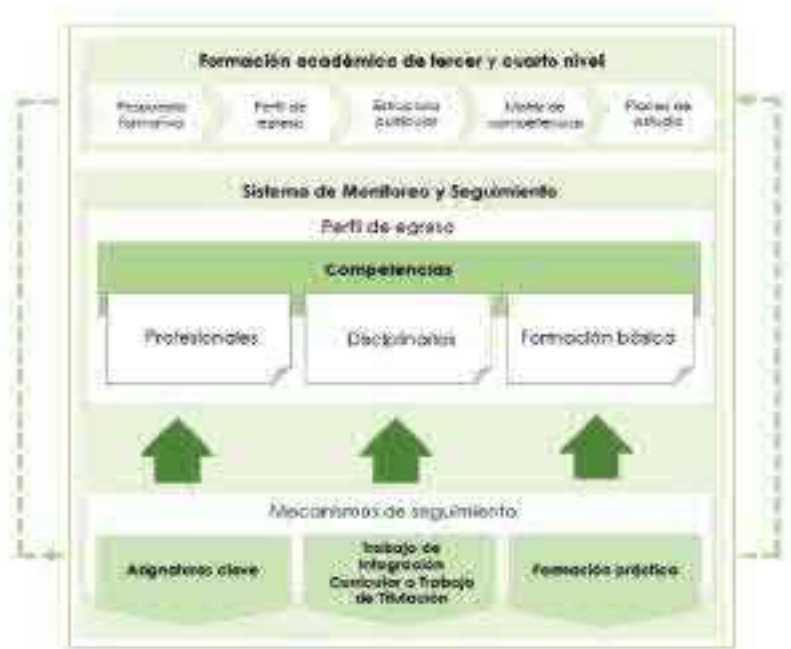 Formación académica de tercer y cuarto nivel
Propuesta
formativa
Perfil de
egreso
Estructura
curricular
Matriz de
competencias
Planes de
estudio
Sistema de Monitoreo y Seguimiento
Perfil de egreso
Competencias
Profesionales
Disciplinarias
Formación básica
Mecanismos de seguimiento
Asignaturas clave
Trabajo de
Integración
Curricular o Trabajo
de Titulación
Formación práctica